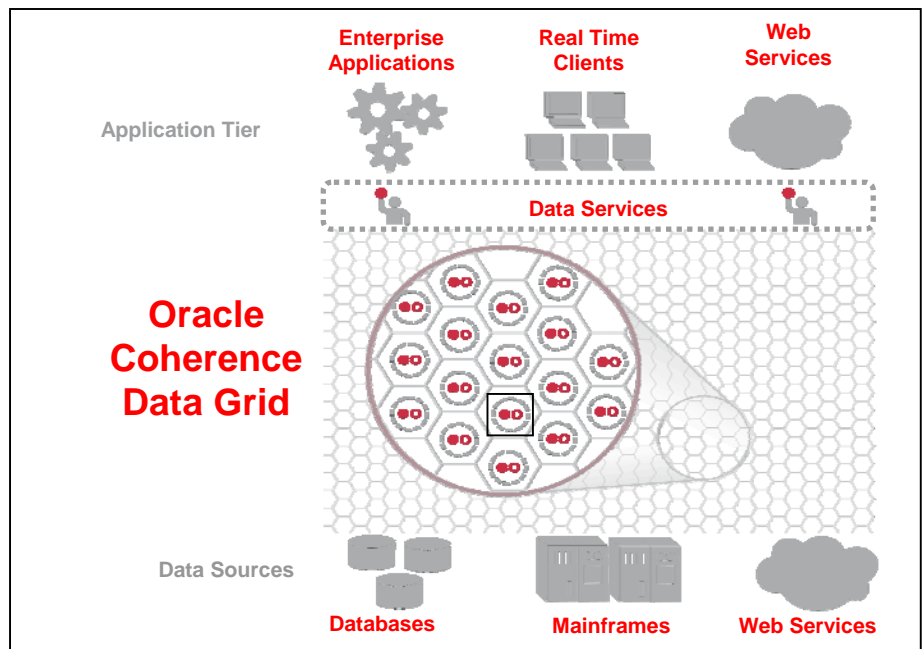 Enterprise
Applications
Real Time
Clients
Web
Services
Application Tier
Data Services
Oracle
Coherence
Data Grid
Data Sources
Databases
Mainframes
Web Services